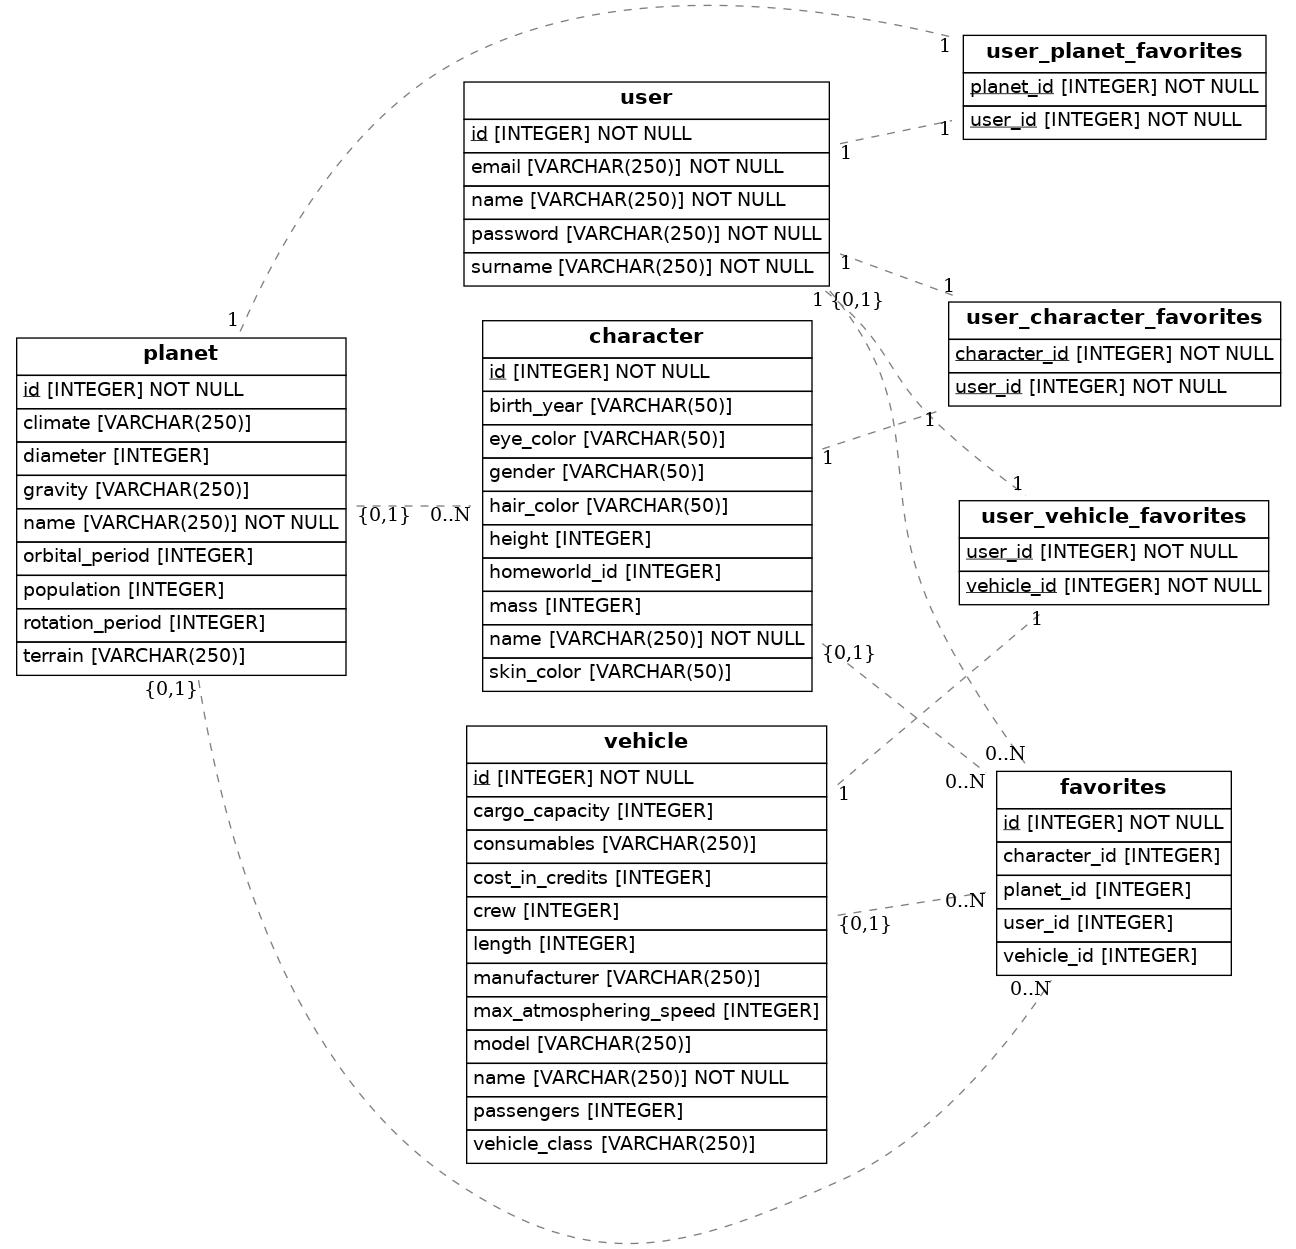 user_planet_favorites
planet_id [INTEGER] NOT NULL
user_id [INTEGER] NOT NULL
1
1
user
id [INTEGER] NOT NULL
email [VARCHAR(250)] NOT NULL
name [VARCHAR(250)] NOT NULL
password [VARCHAR(250)] NOT NULL
surname [VARCHAR(250)] NOT NULL
1
1
1 {0,1}
user_character_favorites
character_id [INTEGER] NOT NULL
user_id [INTEGER] NOT NULL
1
1
planet
id [INTEGER] NOT NULL
climate [VARCHAR(250)]
diameter [INTEGER]
gravity [VARCHAR(250)]
name [VARCHAR(250)] NOT NULL
orbital_period [INTEGER]
population [INTEGER]
rotation_period [INTEGER]
terrain [VARCHAR(250)]
1
{0,1}
0..N
{0,1}
character
id [INTEGER] NOT NULL
birth_year [VARCHAR(50)]
eye_color [VARCHAR(50)]
gender [VARCHAR(50)]
hair_color [VARCHAR(50)]
height [INTEGER]
homeworld_id [INTEGER]
mass [INTEGER]
name [VARCHAR(250)] NOT NULL
skin_color [VARCHAR(50)]
1
{0,1}
user_vehicle_favorites
user_id [INTEGER] NOT NULL
vehicle_id [INTEGER] NOT NULL
1
1
vehicle
id [INTEGER] NOT NULL
cargo_capacity [INTEGER]
consumables [VARCHAR(250)]
cost_in_credits [INTEGER]
crew [INTEGER]
length [INTEGER]
manufacturer [VARCHAR(250)]
max_atmosphering_speed [INTEGER]
model [VARCHAR(250)]
name [VARCHAR(250)] NOT NULL
passengers [INTEGER]
vehicle_class [VARCHAR(250)]
1
{0,1}
0..N
0..N
0..N
favorites
id [INTEGER] NOT NULL
character_id [INTEGER]
planet_id [INTEGER]
user_id [INTEGER]
vehicle_id [INTEGER]
0..N